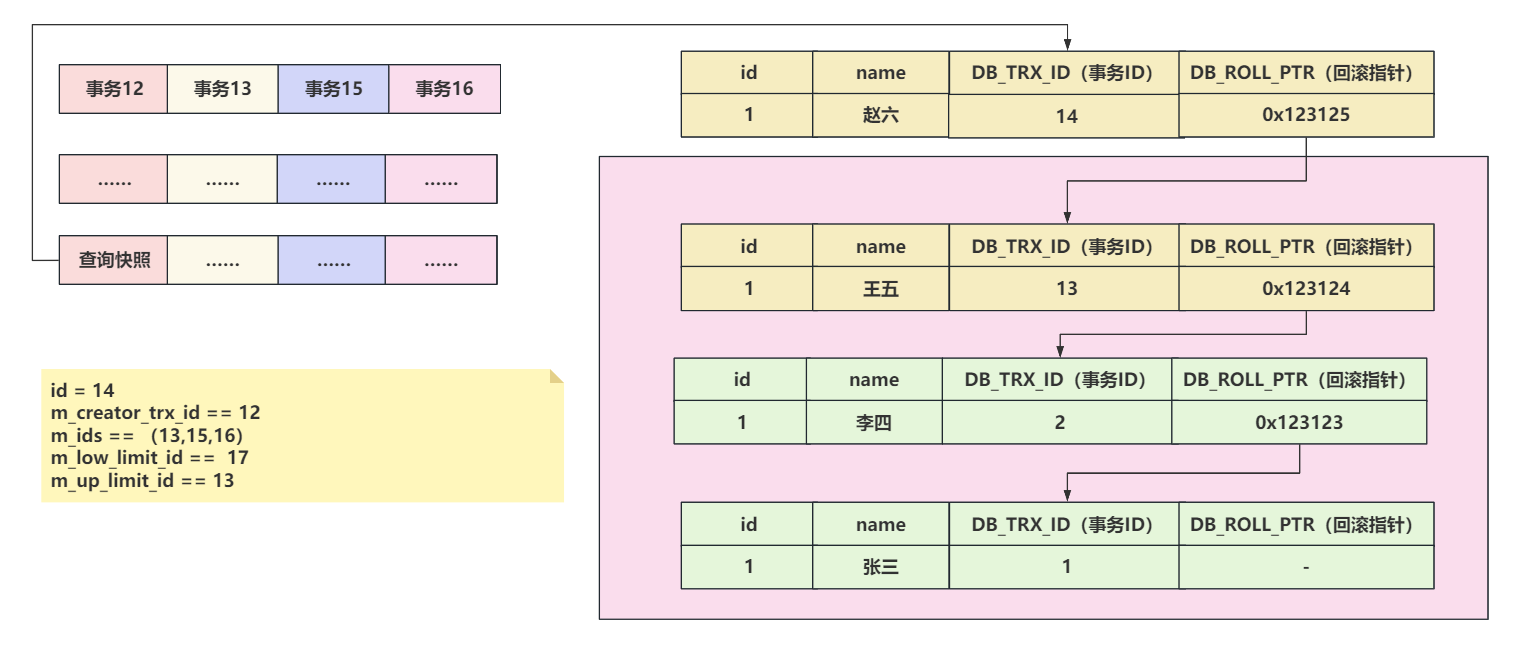 事务12 事务13 事务15 事务16
…… …… …… ……
查询快照 …… …… ……
id = 14
m_creator_trx_id == 12
m_ids == （13,15,16）
m_low_limit_id == 17
m_up_limit_id == 13
id name DB_TRX_ID（事务ID） DB_ROLL_PTR（回滚指针）
1 赵六 14 0x123125
id name DB_TRX_ID（事务ID） DB_ROLL_PTR（回滚指针）
1 王五 13 0x123124
id name DB_TRX_ID（事务ID） DB_ROLL_PTR（回滚指针）
1 李四 2 0x123123
id name DB_TRX_ID（事务ID） DB_ROLL_PTR（回滚指针）
1 张三 1 -